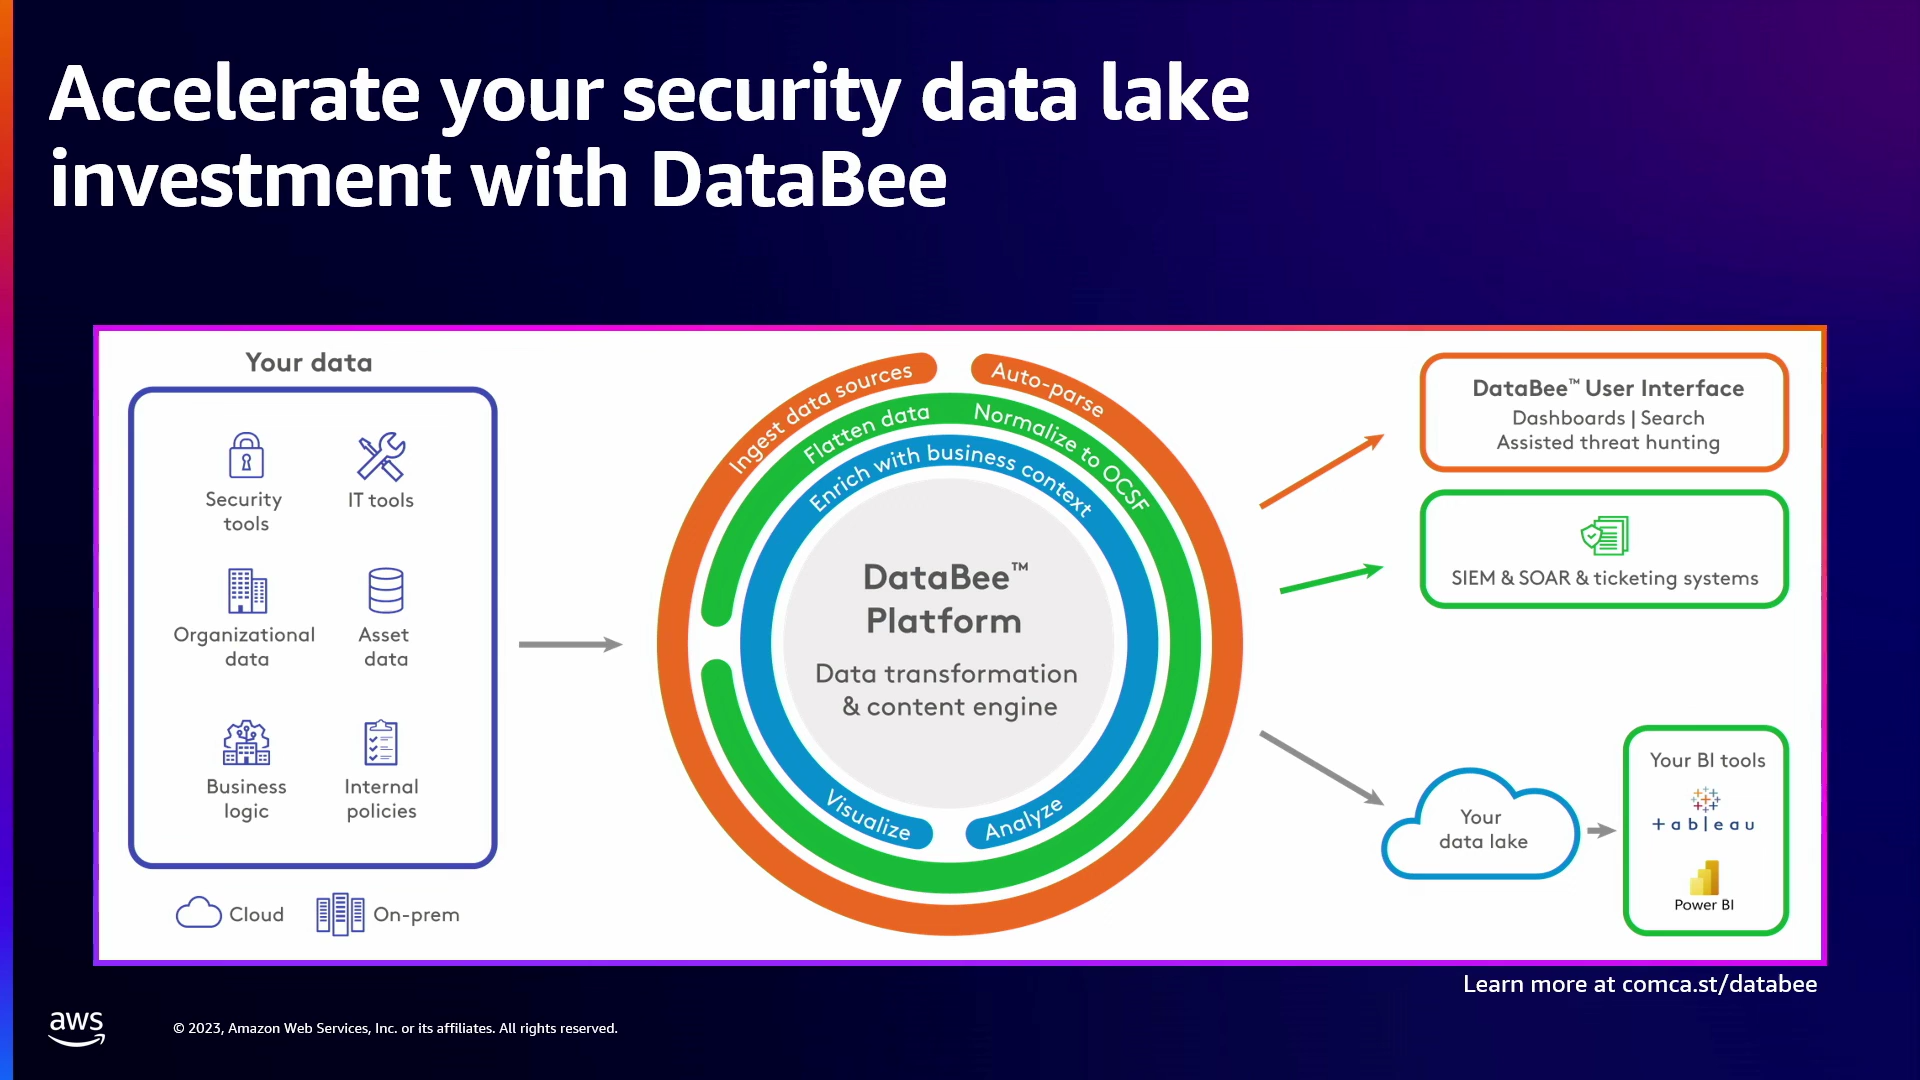 Accelerate your security data lake
investment with DataBee
Your data
Security
tools
IT tools
Organizational
data
Asset
data
Business
logic
Internal
policies
Cloud
On-prem
Ingest data sources
Auto-parse
Flatten data
Normalize to OCSF
Enrich with business context
DataBee™
Platform
Data transformation
& content engine
Visualize
Analyze
DataBee™ User Interface
Dashboards | Search
Assisted threat hunting
SIEM & SOAR & ticketing systems
Your
data lake
Your BI tools
+ableau
Power BI
Learn more at comca.st/databee
aws
© 2023, Amazon Web Services, Inc. or its affiliates. All rights reserved.